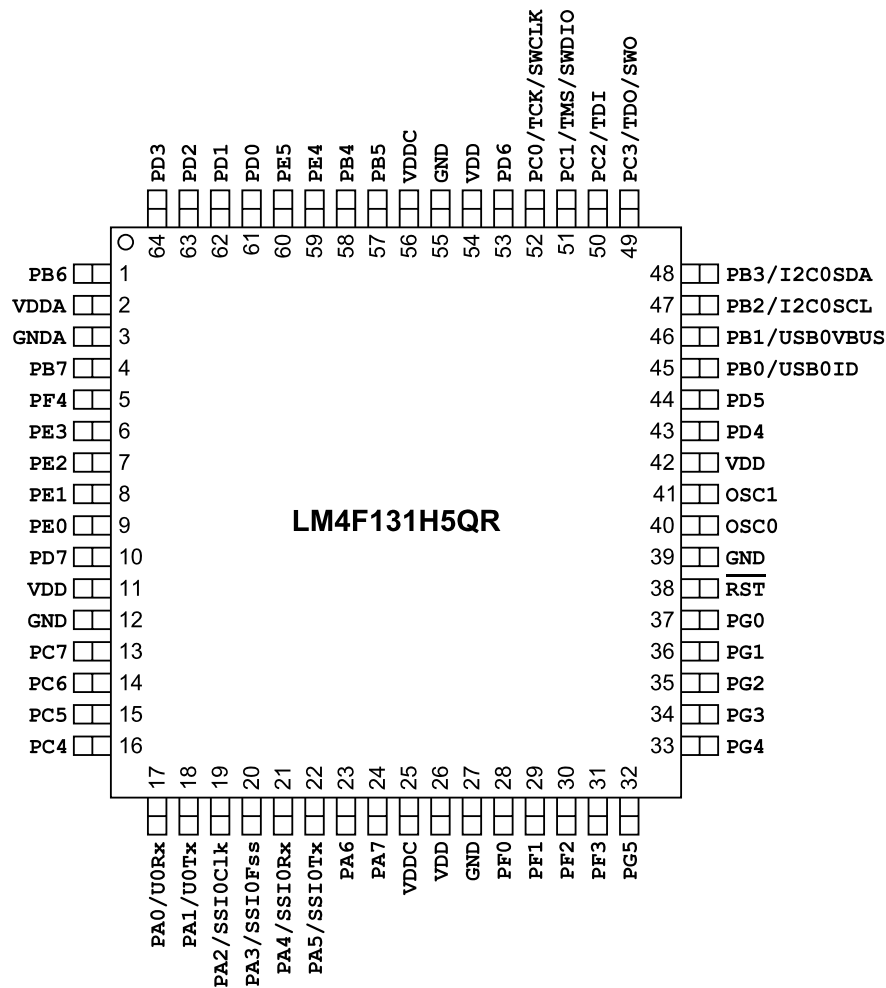 PC0/TCK/SWCLK
PC1/TMS/SWDIO
PC2/TDI
PC3/TDO/SWO
PD3
PD2
PD1
PD0
PE5
PE4
PB4
PB5
VDDC
GND
VDD
PD6
64
63
62
61
60
59
58
57
56
55
54
53
52
51
50
49
PB6 1
VDDA 2
GNDA 3
PB7 4
PF4 5
PE3 6
PE2 7
PE1 8
PE0 9
PD7 10
VDD 11
GND 12
PC7 13
PC6 14
PC5 15
PC4 16
LM4F131H5QR
48 PB3/I2C0SDA
47 PB2/I2C0SCL
46 PB1/USB0VBUS
45 PB0/USB0ID
44 PD5
43 PD4
42 VDD
41 OSC1
40 OSC0
39 GND
38 RST
37 PG0
36 PG1
35 PG2
34 PG3
33 PG4
17
18
19
20
21
22
23
24
25
26
27
28
29
30
31
32
PA0/U0Rx
PA1/U0Tx
PA2/SSI0Clk
PA3/SSI0Fss
PA4/SSI0Rx
PA5/SSI0Tx
PA6
PA7
VDDC
VDD
GND
PF0
PF1
PF2
PF3
PG5